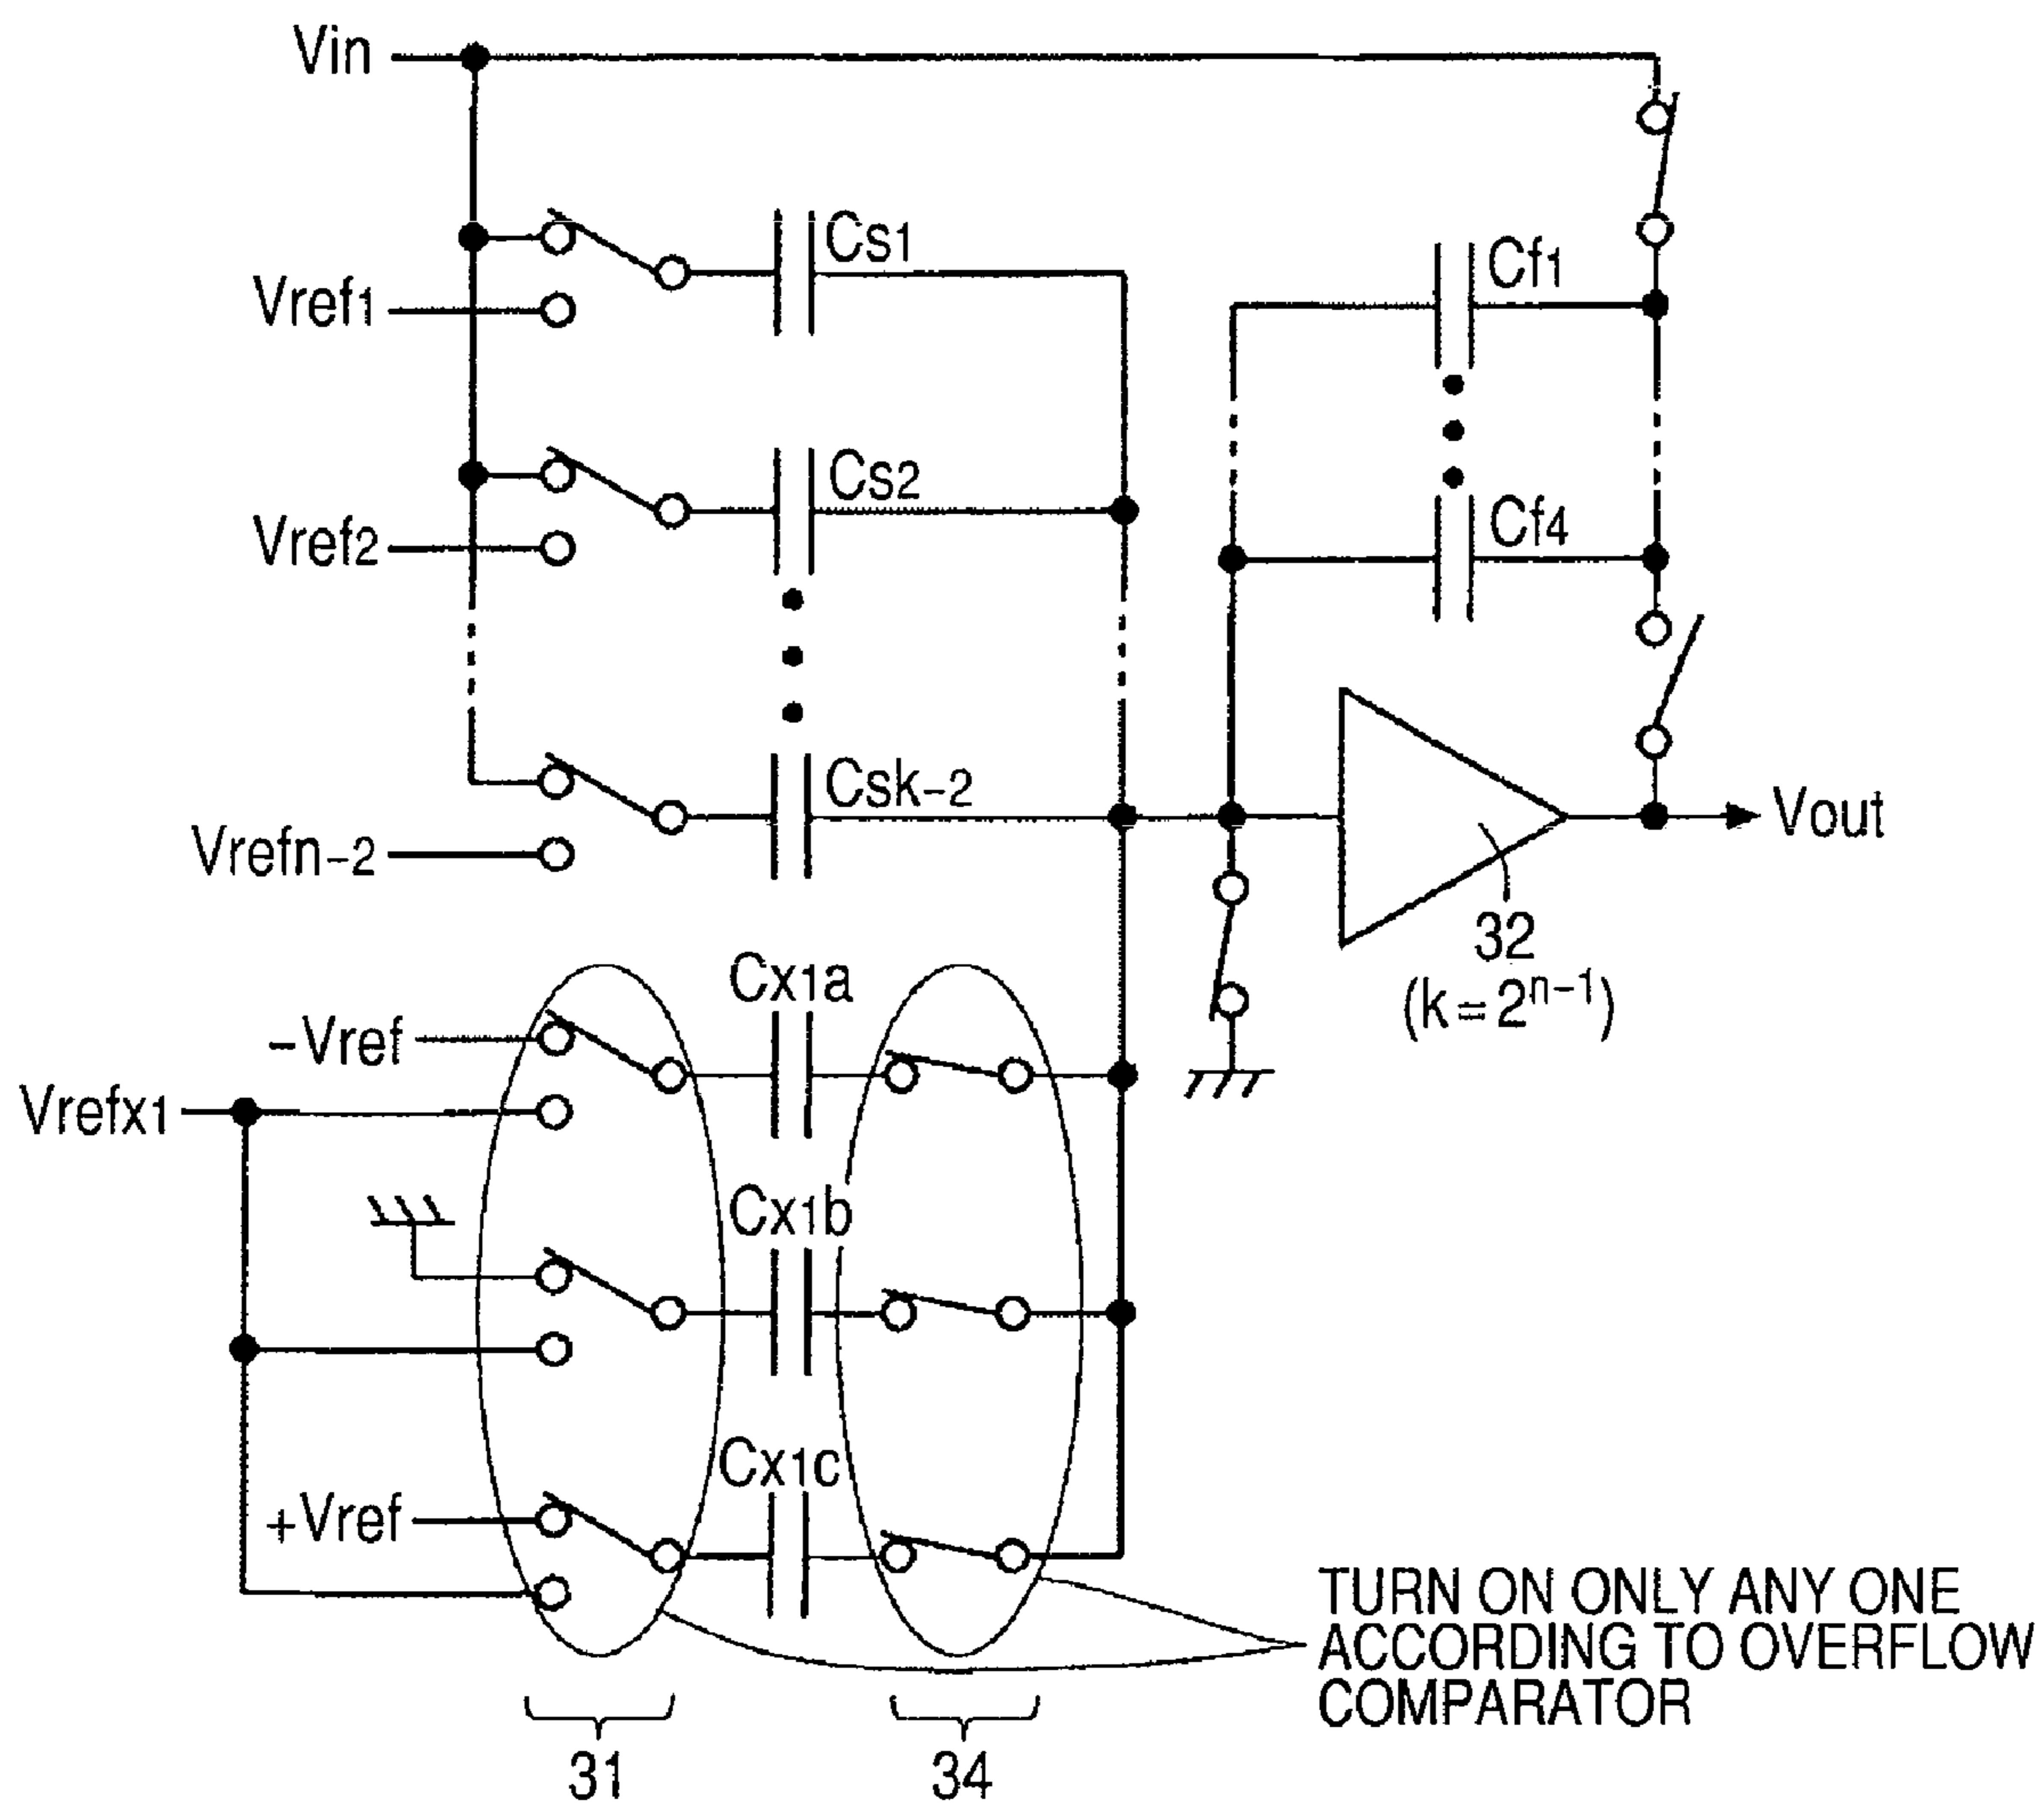 Vin
Cs1
Vref1
Cf1
Cs2
Vref2
Cf4
Csk-2
Vrefn-2
Vout
32
(k=2^{n-1})
Cx1a
-Vref
Vrefx1
Cx1b
Cx1c
+Vref
TURN ON ONLY ANY ONE
ACCORDING TO OVERFLOW
COMPARATOR
31
34